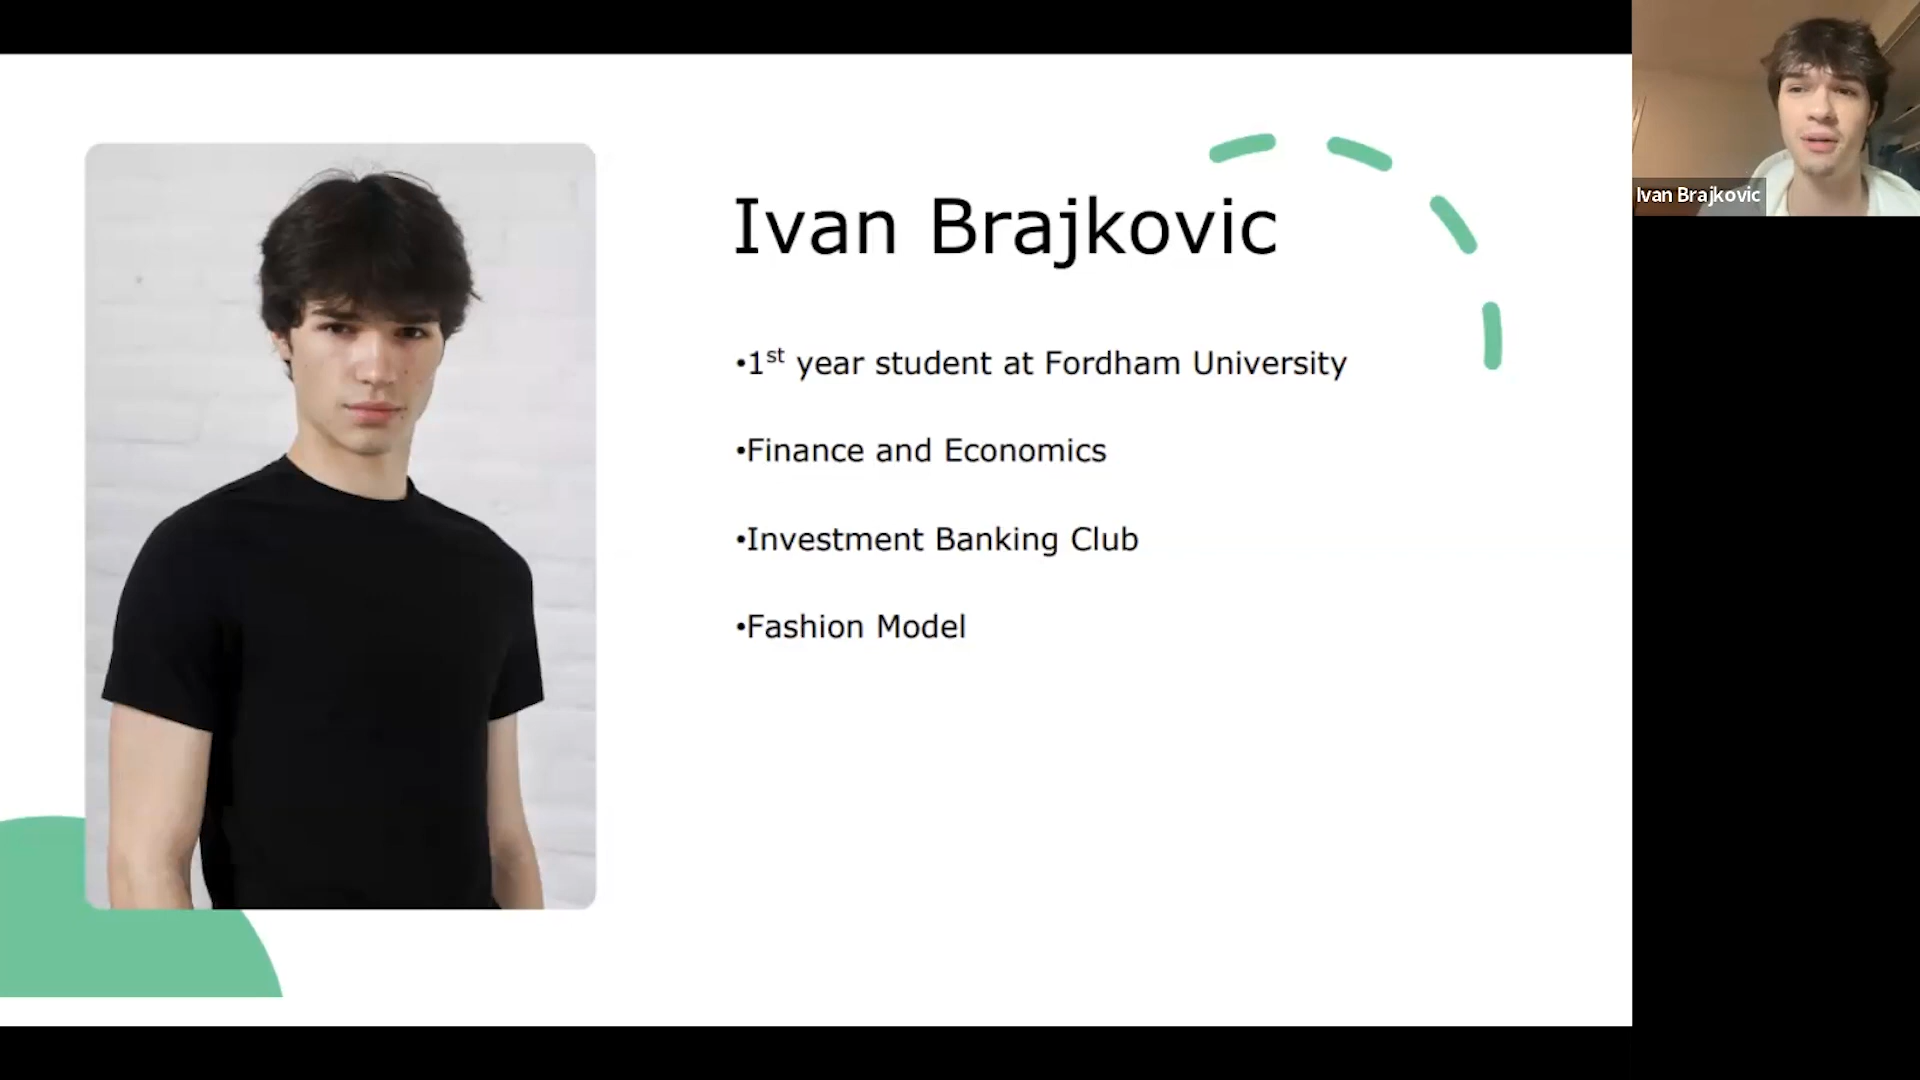 Ivan Brajkovic
•1st year student at Fordham University
•Finance and Economics
•Investment Banking Club
•Fashion Model
Ivan Brajkovic